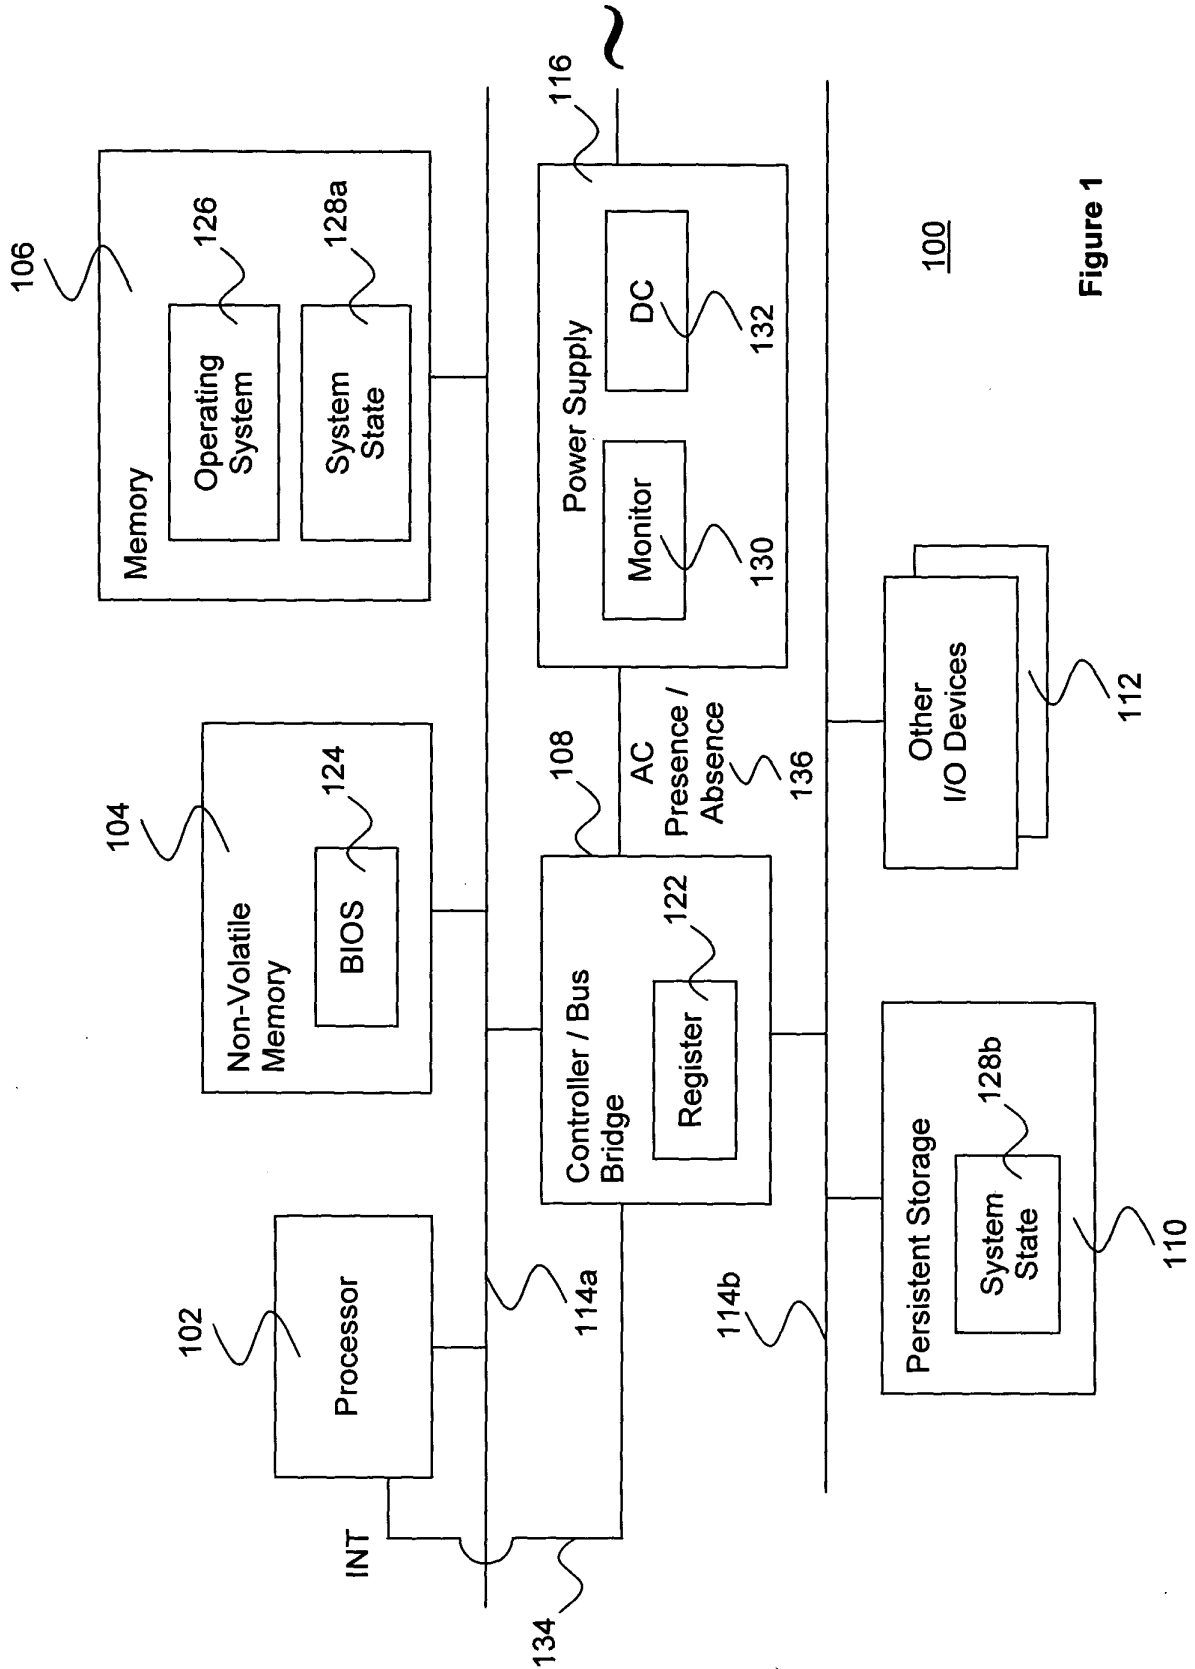 102
Processor
INT
134
114a
104
Non-Volatile
Memory
BIOS
124
106
Memory
Operating
System
126
System
State
128a
Controller / Bus
Bridge
108
Register
122
AC
Presence /
Absence
136
Power Supply
116
Monitor
130
DC
132
~
114b
Persistent Storage
System
State
128b
110
Other
I/O Devices
112
100
Figure 1